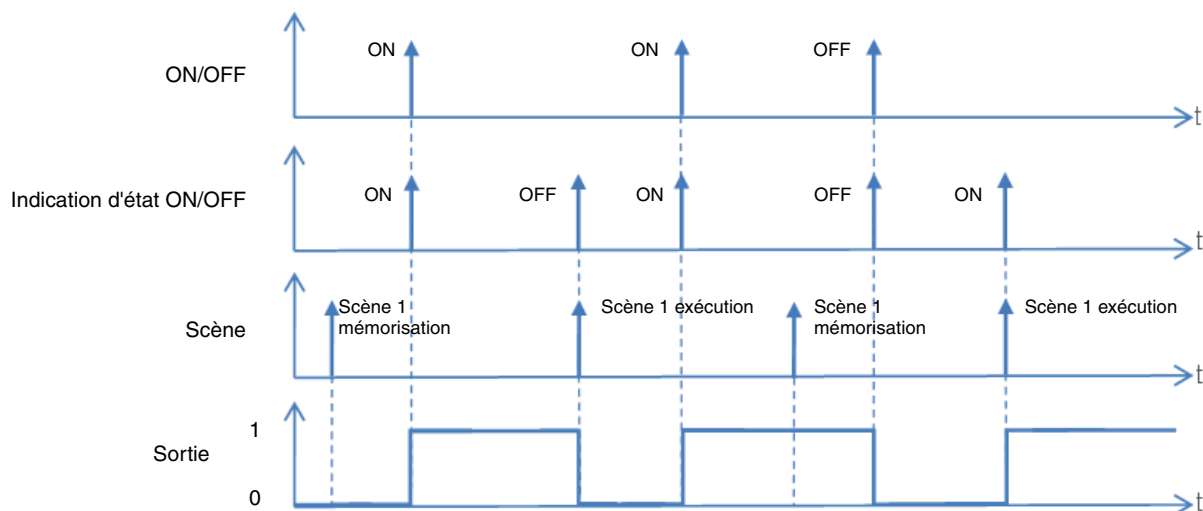 ON/OFF
ON
ON
OFF
t
Indication d'état ON/OFF
ON
OFF
ON
OFF
ON
t
Scène
Scène 1
mémorisation
Scène 1 exécution
Scène 1
mémorisation
Scène 1 exécution
t
Sortie
1
0
t